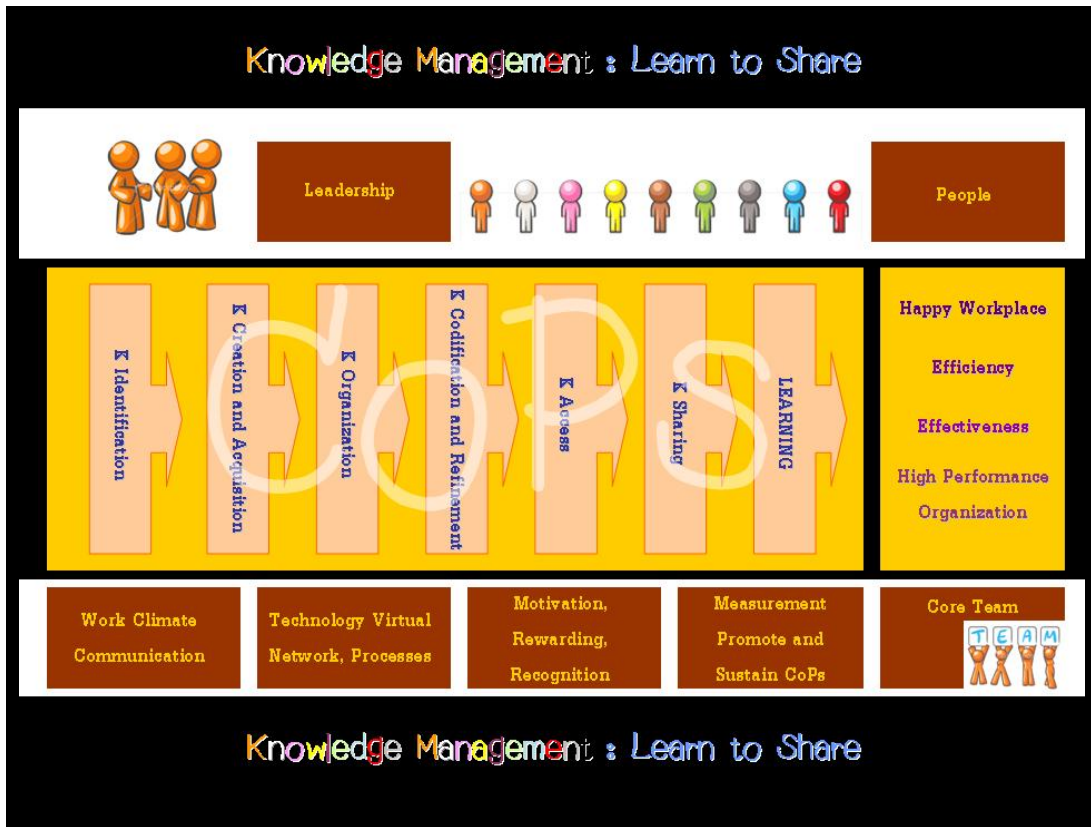 Knowledge Management : Learn to Share
Leadership
People
K Identification
K Creation and Acquisition
K Organization
K Codification and Refinement
K Access
K Sharing
LEARNING
CoPs
Happy Workplace
Efficiency
Effectiveness
High Performance
Organization
Work Climate
Communication
Technology Virtual
Network, Processes
Motivation,
Rewarding,
Recognition
Measurement
Promote and
Sustain CoPs
Core Team
TEAM
Knowledge Management : Learn to Share